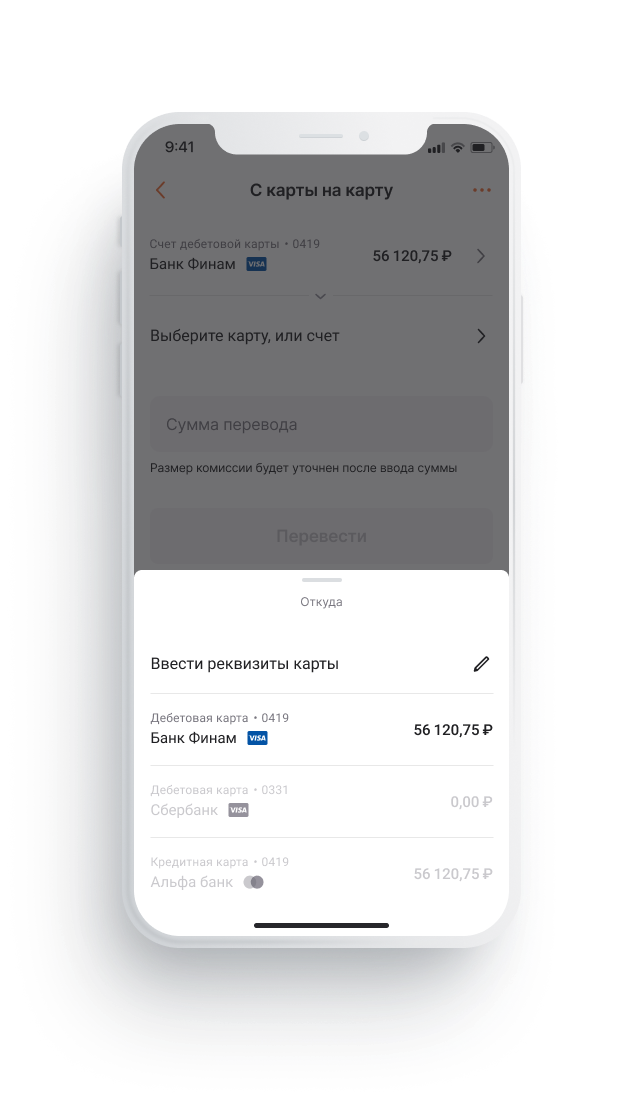 9:41
С карты на карту
Счет дебетовой карты • 0419
Банк Финам VISA
56 120,75 ₽
Выберите карту, или счет
Сумма перевода
Размер комиссии будет уточнен после ввода суммы
Перевести
Откуда
Ввести реквизиты карты
Дебетовая карта • 0419
Банк Финам VISA
56 120,75 ₽
Дебетовая карта • 0331
Сбербанк VISA
0,00 ₽
Кредитная карта • 0419
Альфа банк
56 120,75 ₽